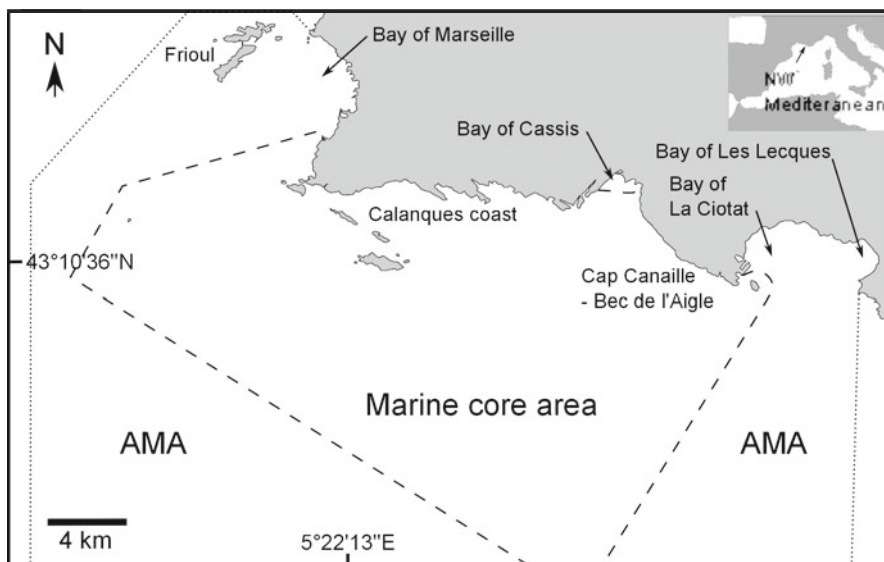 N
Frioul
Bay of Marseille
NW
Mediteranean
Bay of Cassis
Bay of Les Lecques
Bay of
La Ciotat
Calanques coast
43°10'36"N
Cap Canaille
- Bec de l'Aigle
Marine core area
AMA
AMA
4 km
5°22'13"E